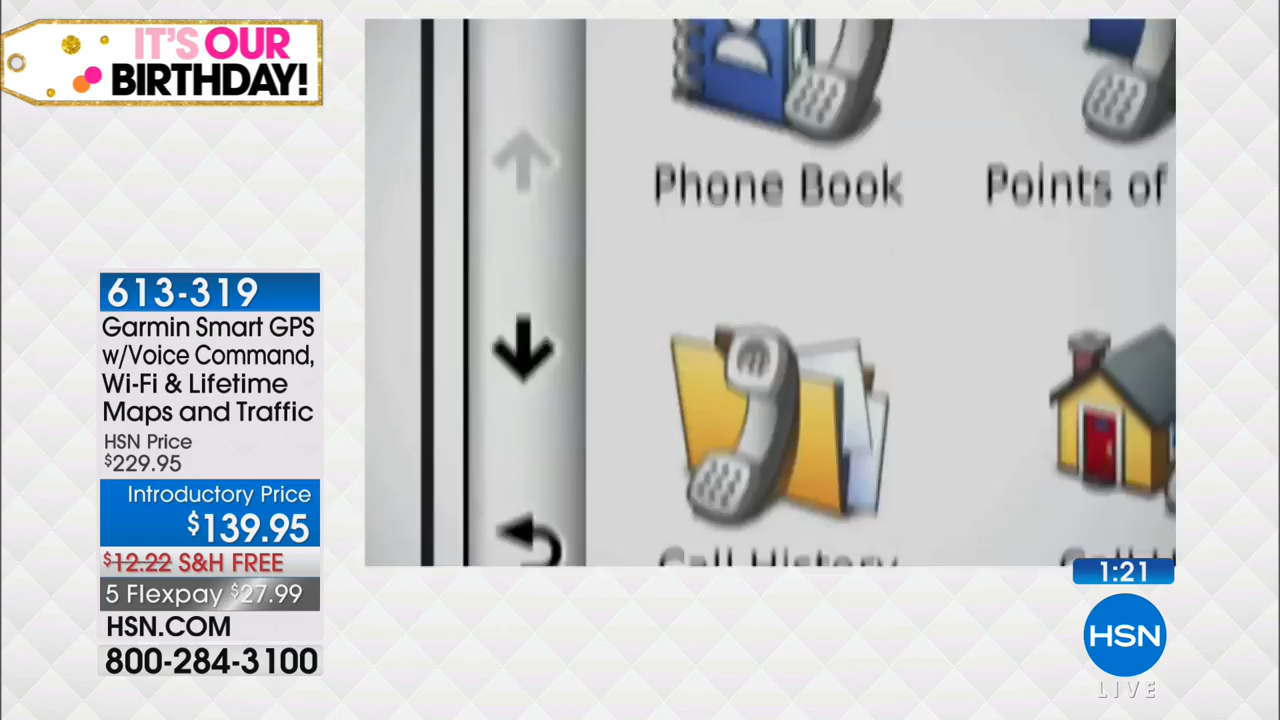 IT'S OUR
BIRTHDAY!
613-319
Garmin Smart GPS
w/Voice Command,
Wi-Fi & Lifetime
Maps and Traffic
HSN Price
$229.95
Introductory Price
$139.95
$12.22 S&H FREE
5 Flexpay $27.99
HSN.COM
800-284-3100
Phone Book
Points of
Call History
1:21
HSN
LIVE